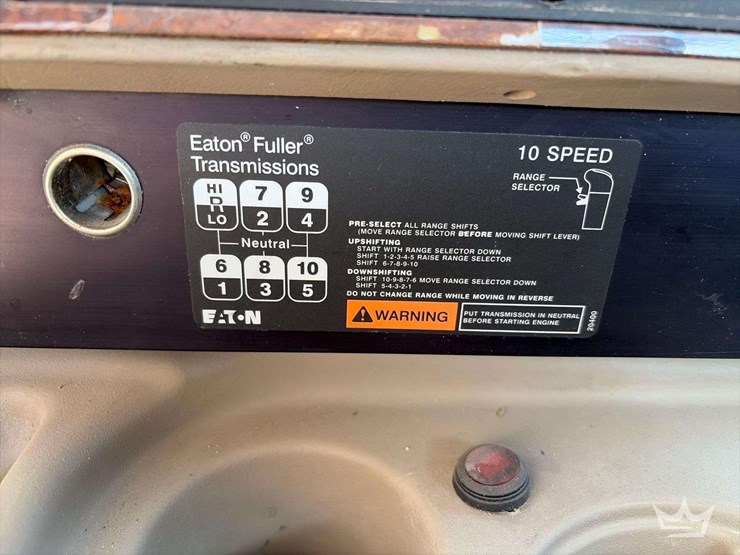 Eaton® Fuller®
Transmissions
10 SPEED
RANGE
SELECTOR
HI
R
LO
7
2
9
4
Neutral
6
1
8
3
10
5
PRE-SELECT ALL RANGE SHIFTS
(MOVE RANGE SELECTOR BEFORE MOVING SHIFT LEVER)
UPSHIFTING
START WITH RANGE SELECTOR DOWN
SHIFT 1-2-3-4-5 RAISE RANGE SELECTOR
SHIFT 6-7-8-9-10
DOWNSHIFTING
SHIFT 10-9-8-7-6 MOVE RANGE SELECTOR DOWN
SHIFT 5-4-3-2-1
DO NOT CHANGE RANGE WHILE MOVING IN REVERSE
EATON
WARNING
PUT TRANSMISSION IN NEUTRAL
BEFORE STARTING ENGINE
20400